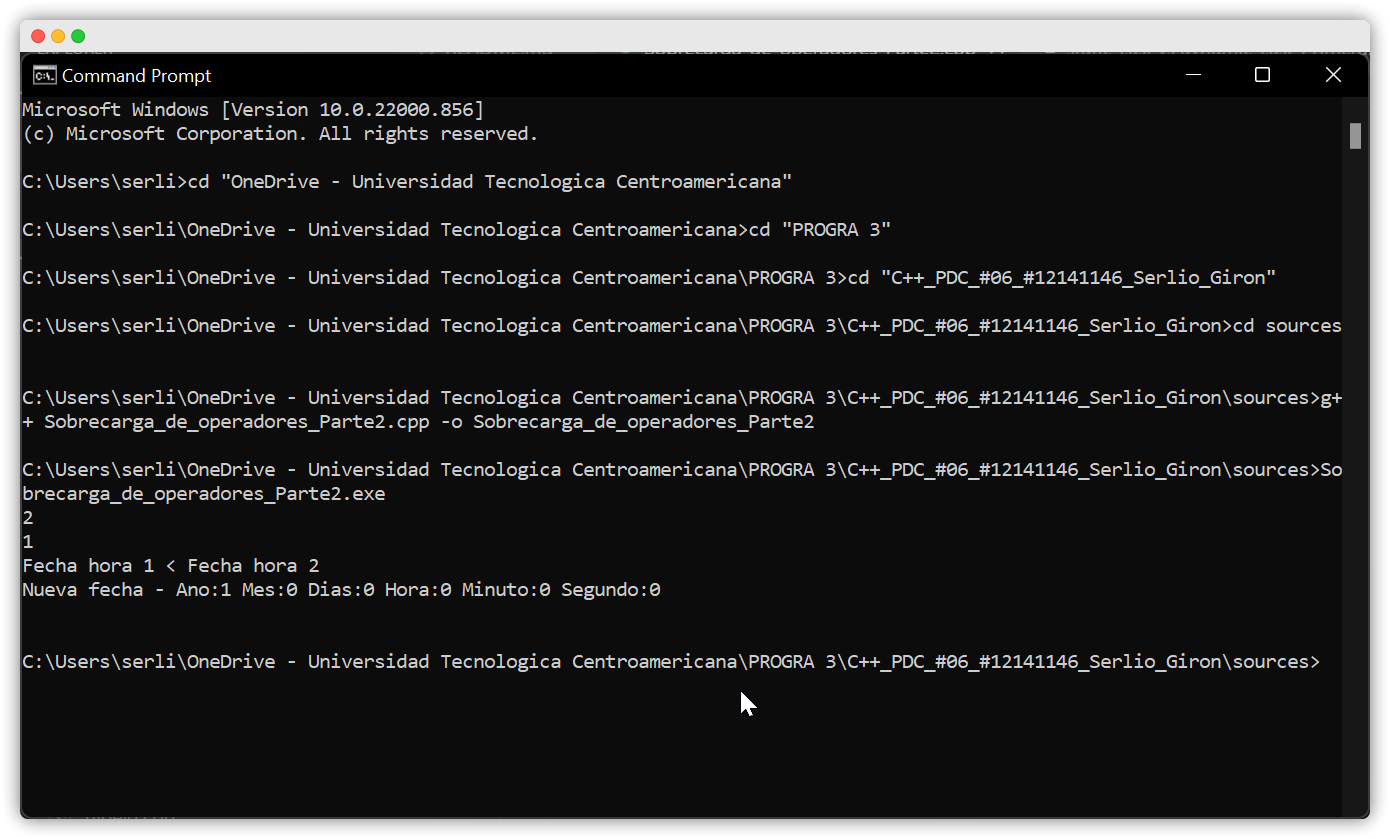 Command Prompt
Microsoft Windows [Version 10.0.22000.856]
(c) Microsoft Corporation. All rights reserved.
C:\Users\serli>cd "OneDrive - Universidad Tecnologica Centroamericana"
C:\Users\serli\OneDrive - Universidad Tecnologica Centroamericana>cd "PROGRA 3"
C:\Users\serli\OneDrive - Universidad Tecnologica Centroamericana\PROGRA 3>cd "C++_PDC_#06_#12141146_Serlio_Giron"
C:\Users\serli\OneDrive - Universidad Tecnologica Centroamericana\PROGRA 3\C++_PDC_#06_#12141146_Serlio_Giron>cd sources
C:\Users\serli\OneDrive - Universidad Tecnologica Centroamericana\PROGRA 3\C++_PDC_#06_#12141146_Serlio_Giron\sources>g+
+ Sobrecarga_de_operadores_Parte2.cpp -o Sobrecarga_de_operadores_Parte2
C:\Users\serli\OneDrive - Universidad Tecnologica Centroamericana\PROGRA 3\C++_PDC_#06_#12141146_Serlio_Giron\sources>So
brecarga_de_operadores_Parte2.exe
2
1
Fecha hora 1 < Fecha hora 2
Nueva fecha - Ano:1 Mes:0 Dias:0 Hora:0 Minuto:0 Segundo:0
C:\Users\serli\OneDrive - Universidad Tecnologica Centroamericana\PROGRA 3\C++_PDC_#06_#12141146_Serlio_Giron\sources>